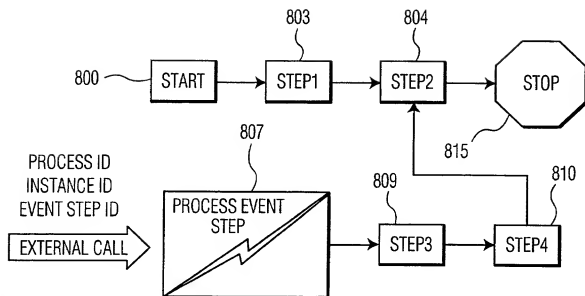 803
804
800
START
STEP1
STEP2
STOP
815
PROCESS ID
INSTANCE ID
EVENT STEP ID
EXTERNAL CALL
807
PROCESS EVENT
STEP
809
STEP3
810
STEP4